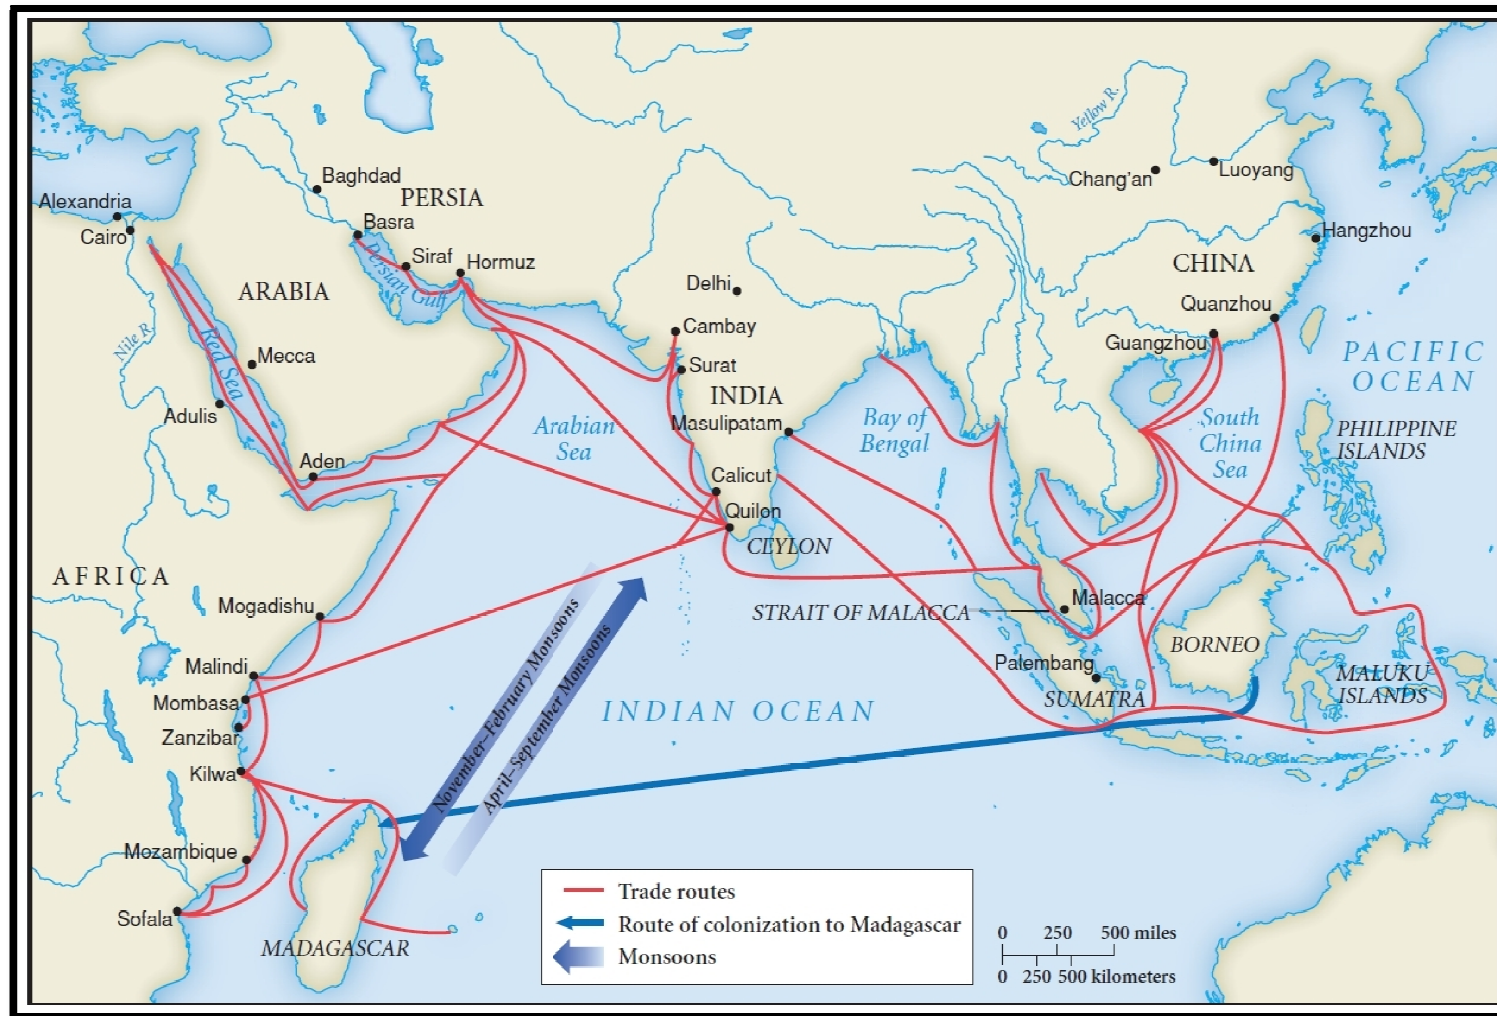 Yellow R.
Baghdad
PERSIA
Chang'an
Luoyang
Alexandria
Cairo
Basra
Hangzhou
Siraf
Hormuz
Persian Gulf
CHINA
ARABIA
Delhi
Quanzhou
Nile R.
Cambay
Guangzhou
Red Sea
Mecca
Surat
PACIFIC
OCEAN
INDIA
Adulis
Masulipatam
Arabian
Sea
Bay of
Bengal
South
China
Sea
PHILIPPINE
ISLANDS
Aden
Calicut
Quilon
CEYLON
AFRICA
Mogadishu
STRAIT OF MALACCA
Malacca
November–February Monsoons
April–September Monsoons
BORNEO
Malindi
Palembang
MALUKU
ISLANDS
Mombasa
SUMATRA
INDIAN OCEAN
Zanzibar
Kilwa
Mozambique
Sofala
MADAGASCAR
Trade routes
Route of colonization to Madagascar
Monsoons
0 250 500 miles
0 250 500 kilometers